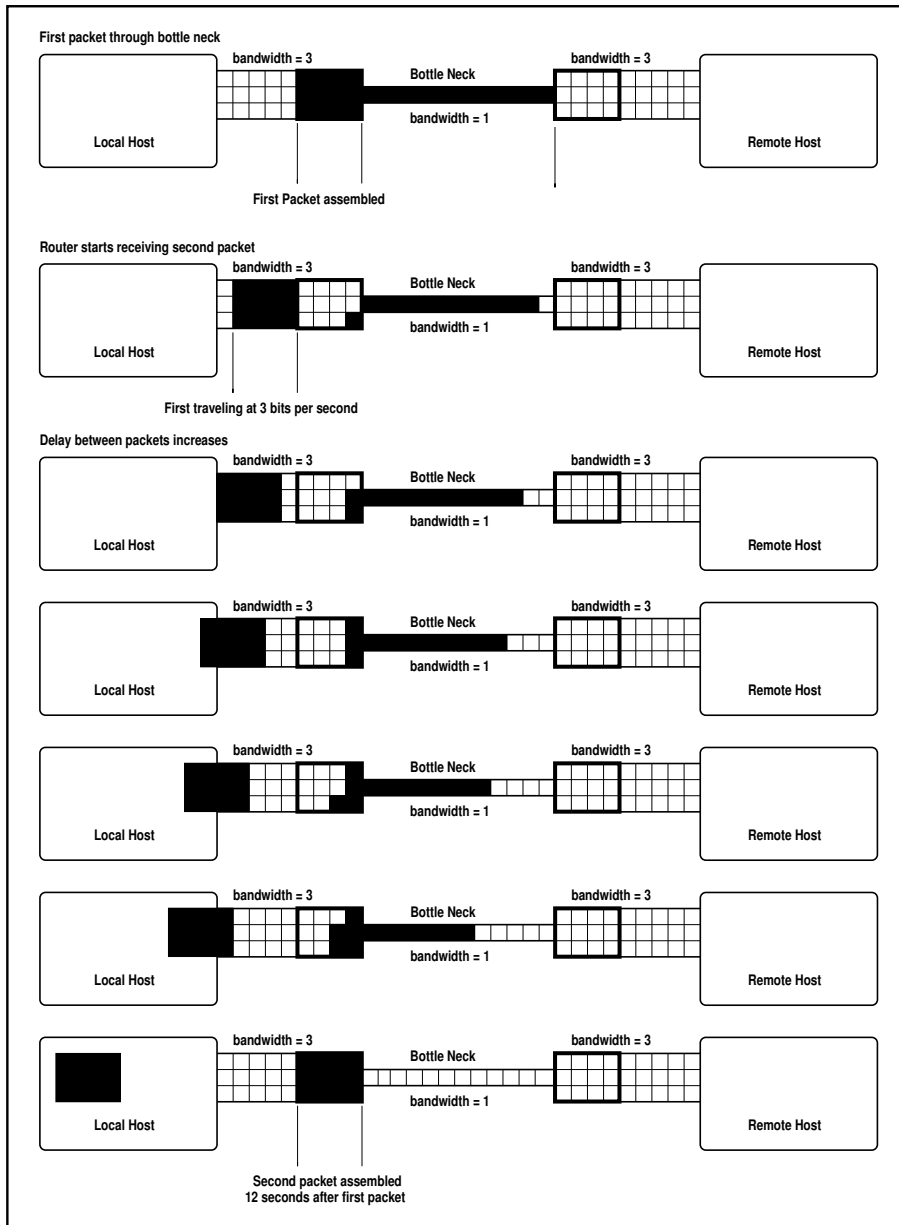 First packet through bottle neck
bandwidth = 3
bandwidth = 3
Bottle Neck
bandwidth = 1
Local Host
Remote Host
First Packet assembled
Router starts receiving second packet
bandwidth = 3
bandwidth = 3
Bottle Neck
bandwidth = 1
Local Host
Remote Host
First traveling at 3 bits per second
Delay between packets increases
bandwidth = 3
bandwidth = 3
Bottle Neck
bandwidth = 1
Local Host
Remote Host
bandwidth = 3
bandwidth = 3
Bottle Neck
bandwidth = 1
Local Host
Remote Host
bandwidth = 3
bandwidth = 3
Bottle Neck
bandwidth = 1
Local Host
Remote Host
bandwidth = 3
bandwidth = 3
Bottle Neck
bandwidth = 1
Local Host
Remote Host
bandwidth = 3
bandwidth = 3
Bottle Neck
bandwidth = 1
Local Host
Remote Host
Second packet assembled
12 seconds after first packet